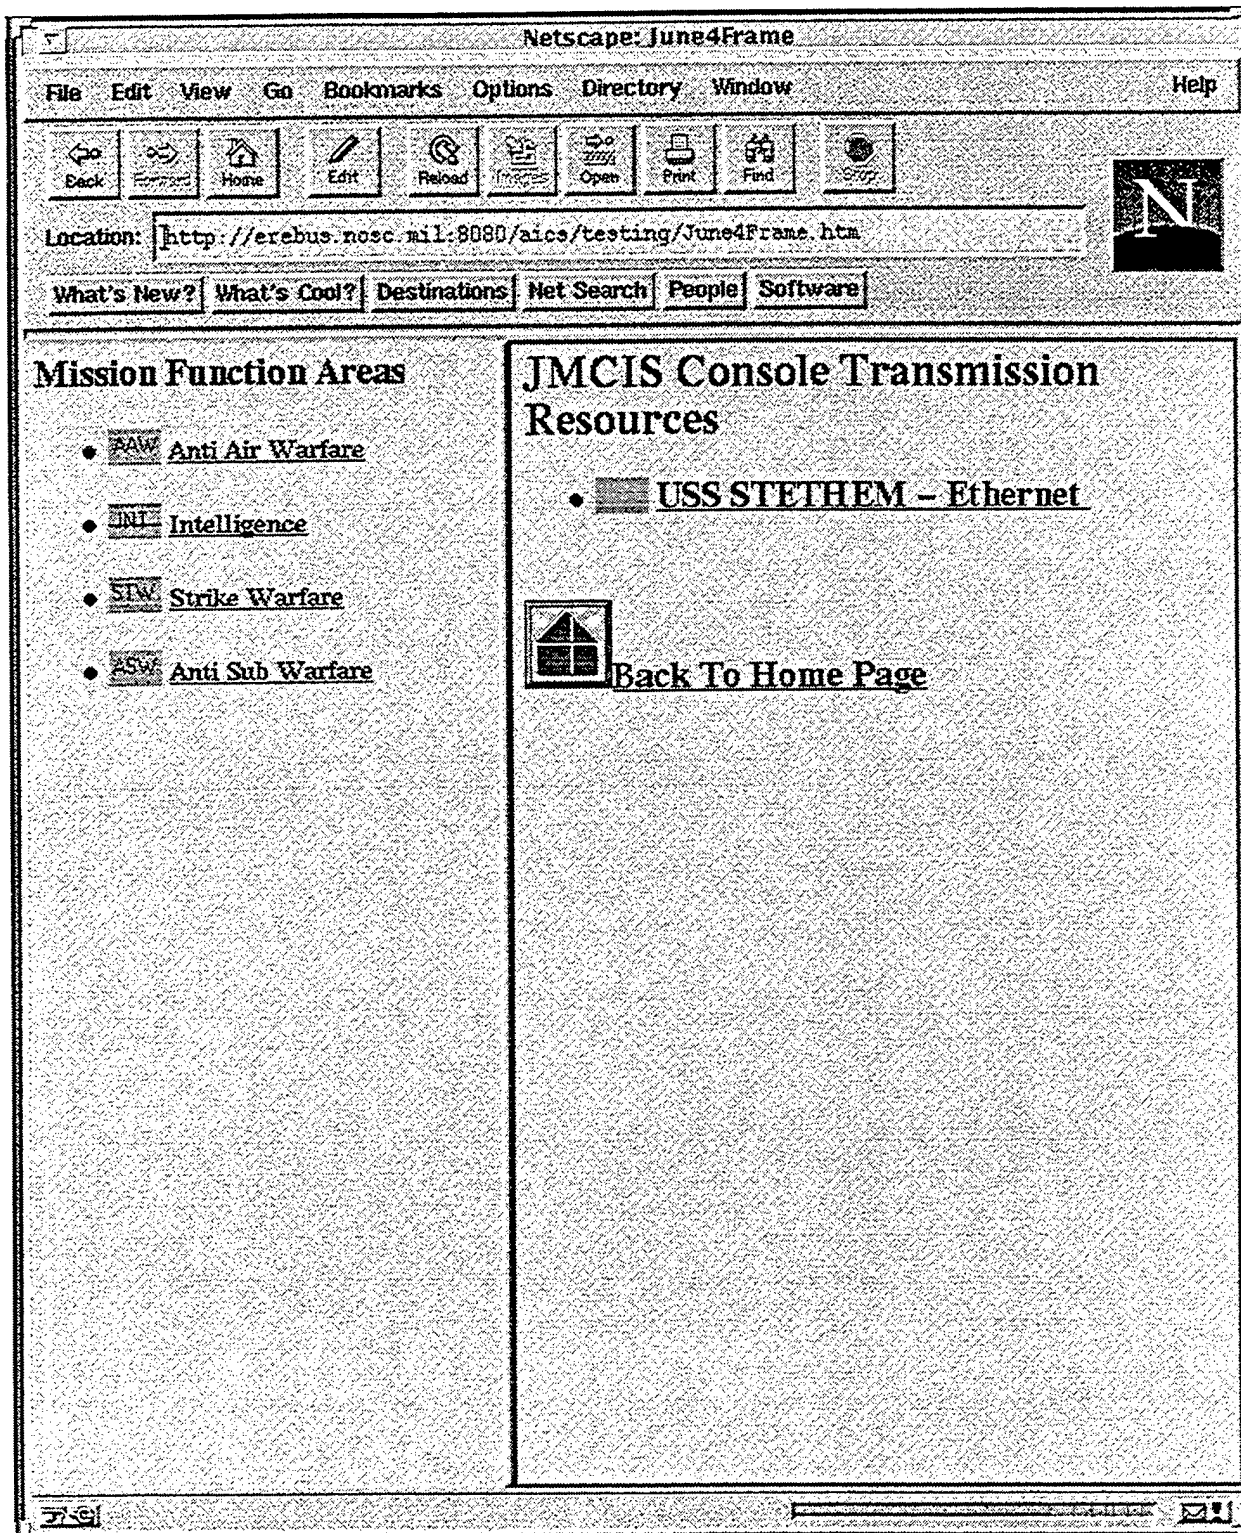 Netscape: June4Frame
File Edit View Go Bookmarks Options Directory Window Help
Back Forward Home Edit Reload Images Open Print Find Stop
N
Location: http://erebus.nosc.mil:8080/aics/testing/June4Frame.htm
What's New? What's Cool? Destinations Net Search People Software
Mission Function Areas
AAW Anti Air Warfare
INT Intelligence
STW Strike Warfare
ASW Anti Sub Warfare
JMCIS Console Transmission
Resources
USS STETHEM – Ethernet
Back To Home Page